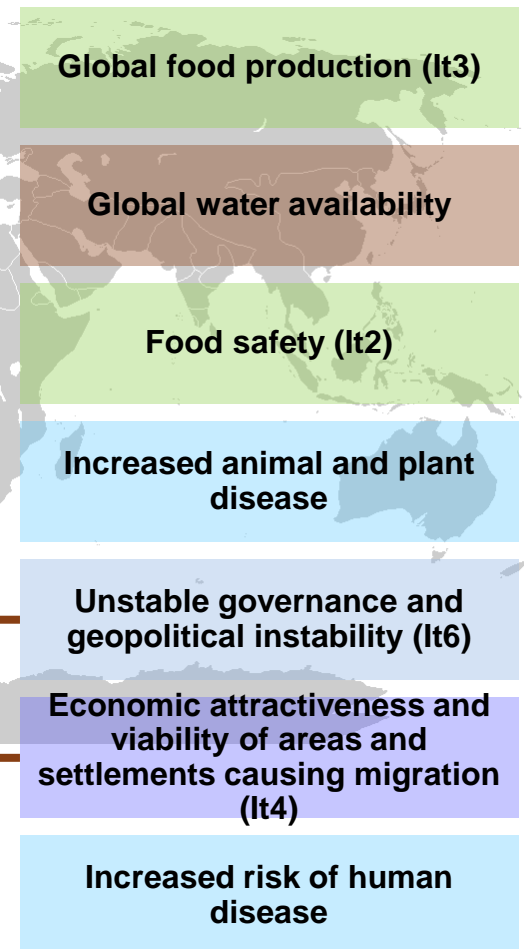 Global food production (It3)
Global water availability
Food safety (It2)
Increased animal and plant
disease
Unstable governance and
geopolitical instability (It6)
Economic attractiveness and
viability of areas and
settlements causing migration
(It4)
Increased risk of human
disease